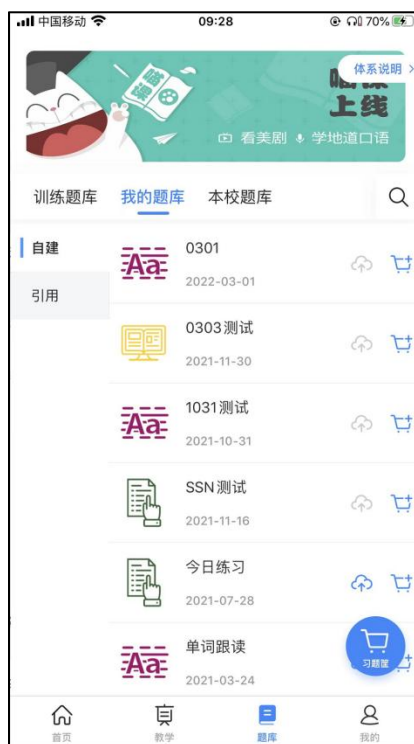 中国移动 09:28 70%
体系说明 >
上线
看美剧 学地道口语
训练题库 我的题库 本校题库
自建
引用
Aa
0301
2022-03-01
0303测试
2021-11-30
Aa
1031测试
2021-10-31
SSN测试
2021-11-16
今日练习
2021-07-28
Aa
单词跟读
2021-03-24
习题筐
首页 教学 题库 我的